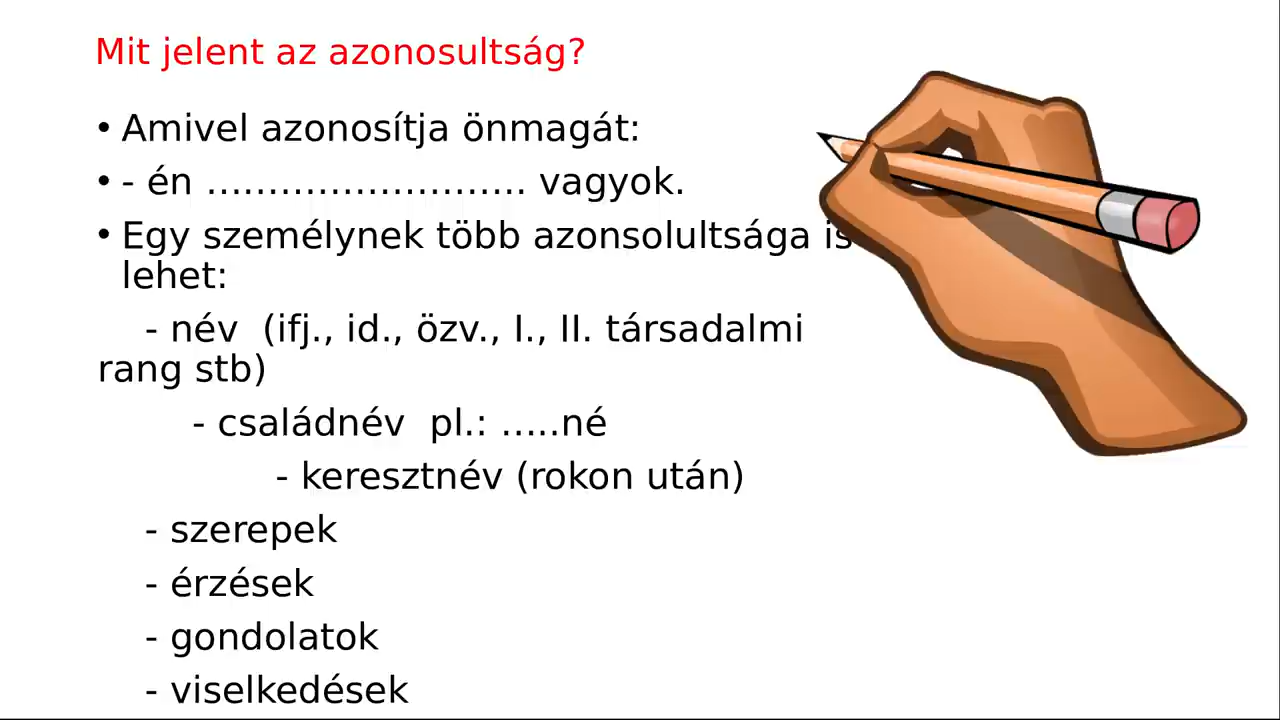 Mit jelent az azonosultság?
• Amivel azonosítja önmagát:
• - én ……………………… vagyok.
• Egy személynek több azonsolultsága is
lehet:
- név (ifj., id., özv., I., II. társadalmi
rang stb)
- családnév pl.: …..né
- keresztnév (rokon után)
- szerepek
- érzések
- gondolatok
- viselkedések